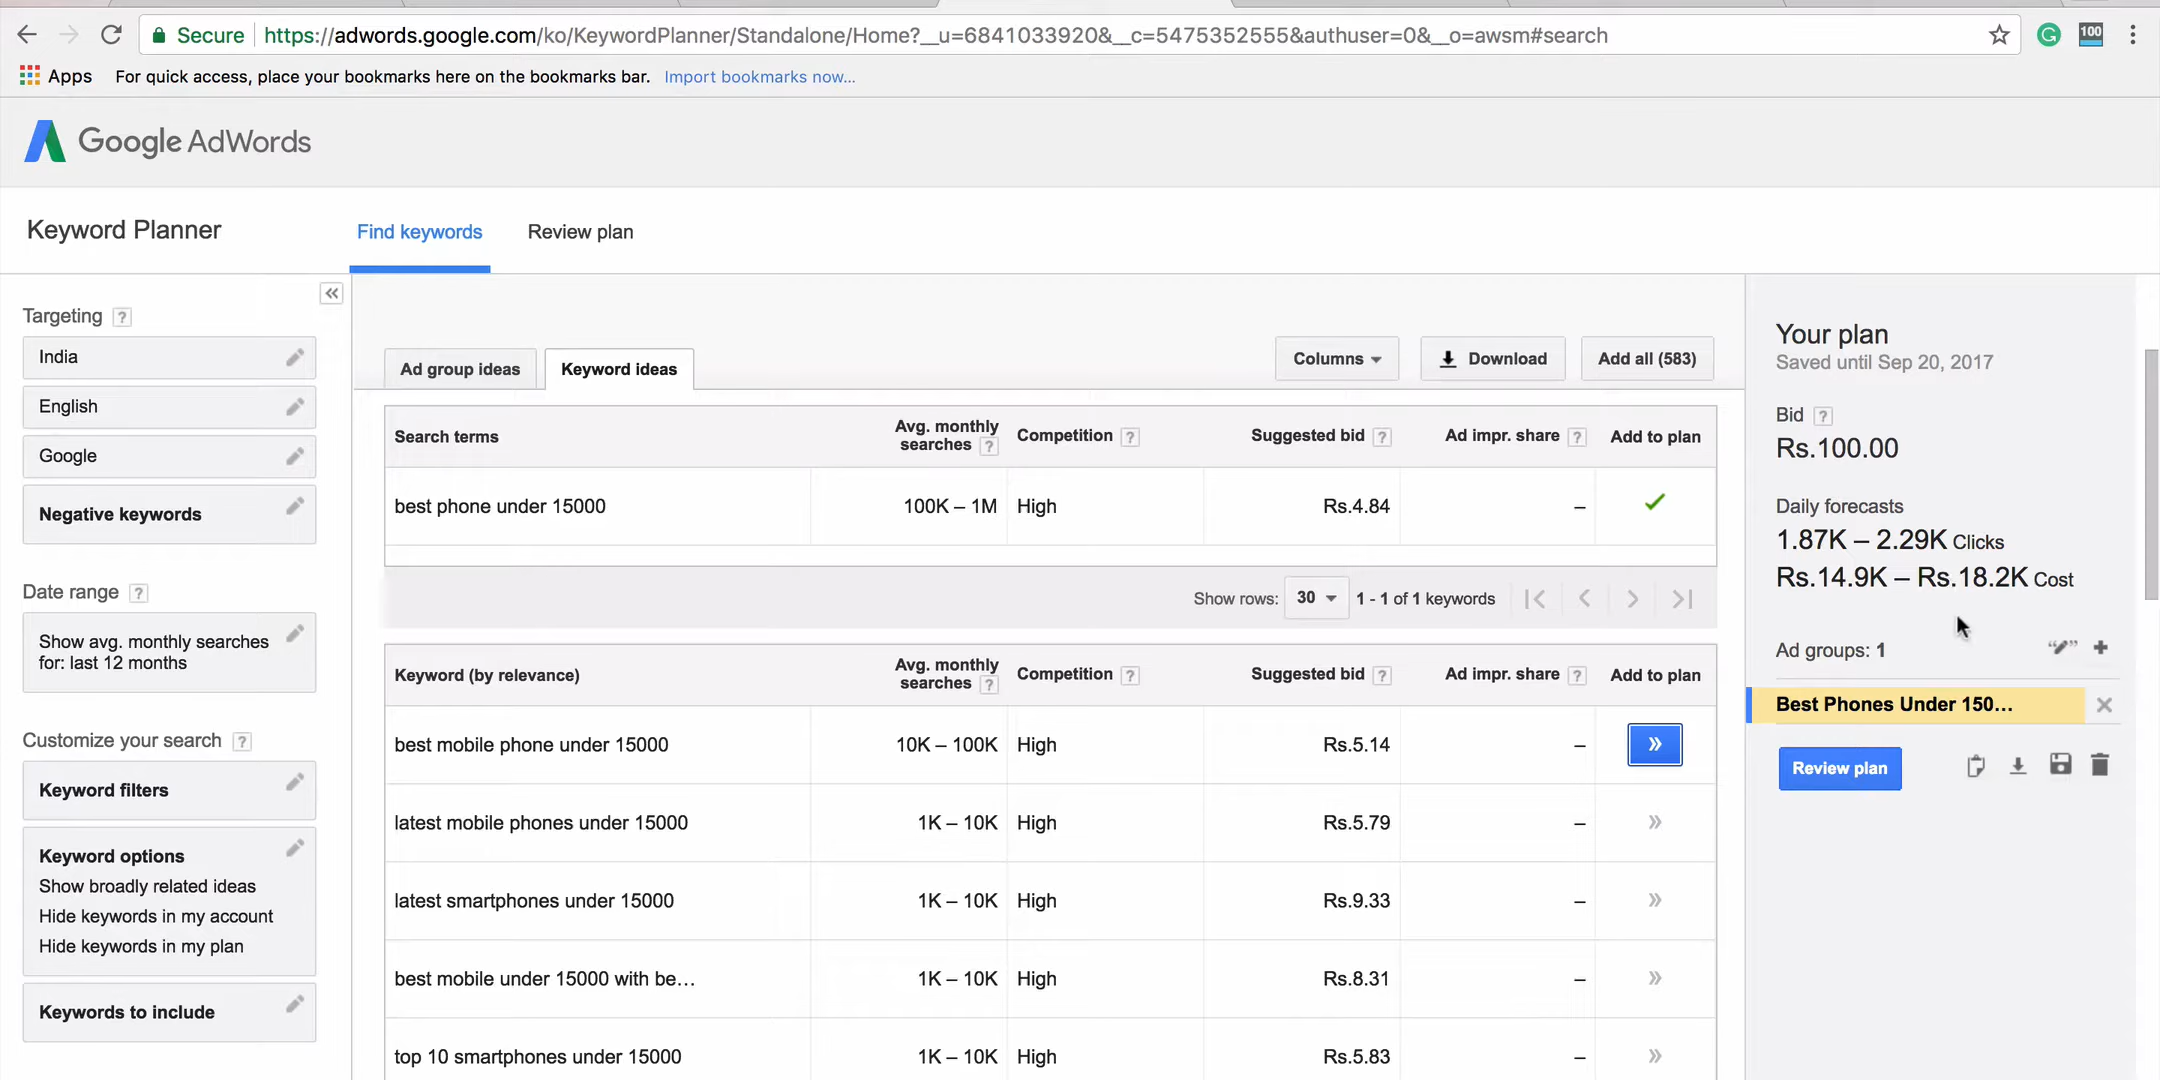 Secure https://adwords.google.com/ko/KeywordPlanner/Standalone/Home?__u=6841033920&__c=5475352555&authuser=0&__o=awsm#search
100
Apps For quick access, place your bookmarks here on the bookmarks bar. Import bookmarks now...
Google AdWords
Keyword Planner Find keywords Review plan
Targeting ?
India
English
Google
Negative keywords
Date range ?
Show avg. monthly searches
for: last 12 months
Customize your search ?
Keyword filters
Keyword options
Show broadly related ideas
Hide keywords in my account
Hide keywords in my plan
Keywords to include
Ad group ideas Keyword ideas Columns Download Add all (583)
Search terms Avg. monthly searches ? Competition ? Suggested bid ? Ad impr. share ? Add to plan
best phone under 15000 100K – 1M High Rs.4.84 –
Show rows: 30 1 - 1 of 1 keywords
Keyword (by relevance) Avg. monthly searches ? Competition ? Suggested bid ? Ad impr. share ? Add to plan
best mobile phone under 15000 10K – 100K High Rs.5.14 – »
latest mobile phones under 15000 1K – 10K High Rs.5.79 – »
latest smartphones under 15000 1K – 10K High Rs.9.33 – »
best mobile under 15000 with be... 1K – 10K High Rs.8.31 – »
top 10 smartphones under 15000 1K – 10K High Rs.5.83 – »
Your plan
Saved until Sep 20, 2017
Bid ?
Rs.100.00
Daily forecasts
1.87K – 2.29K Clicks
Rs.14.9K – Rs.18.2K Cost
Ad groups: 1
Best Phones Under 150...
Review plan